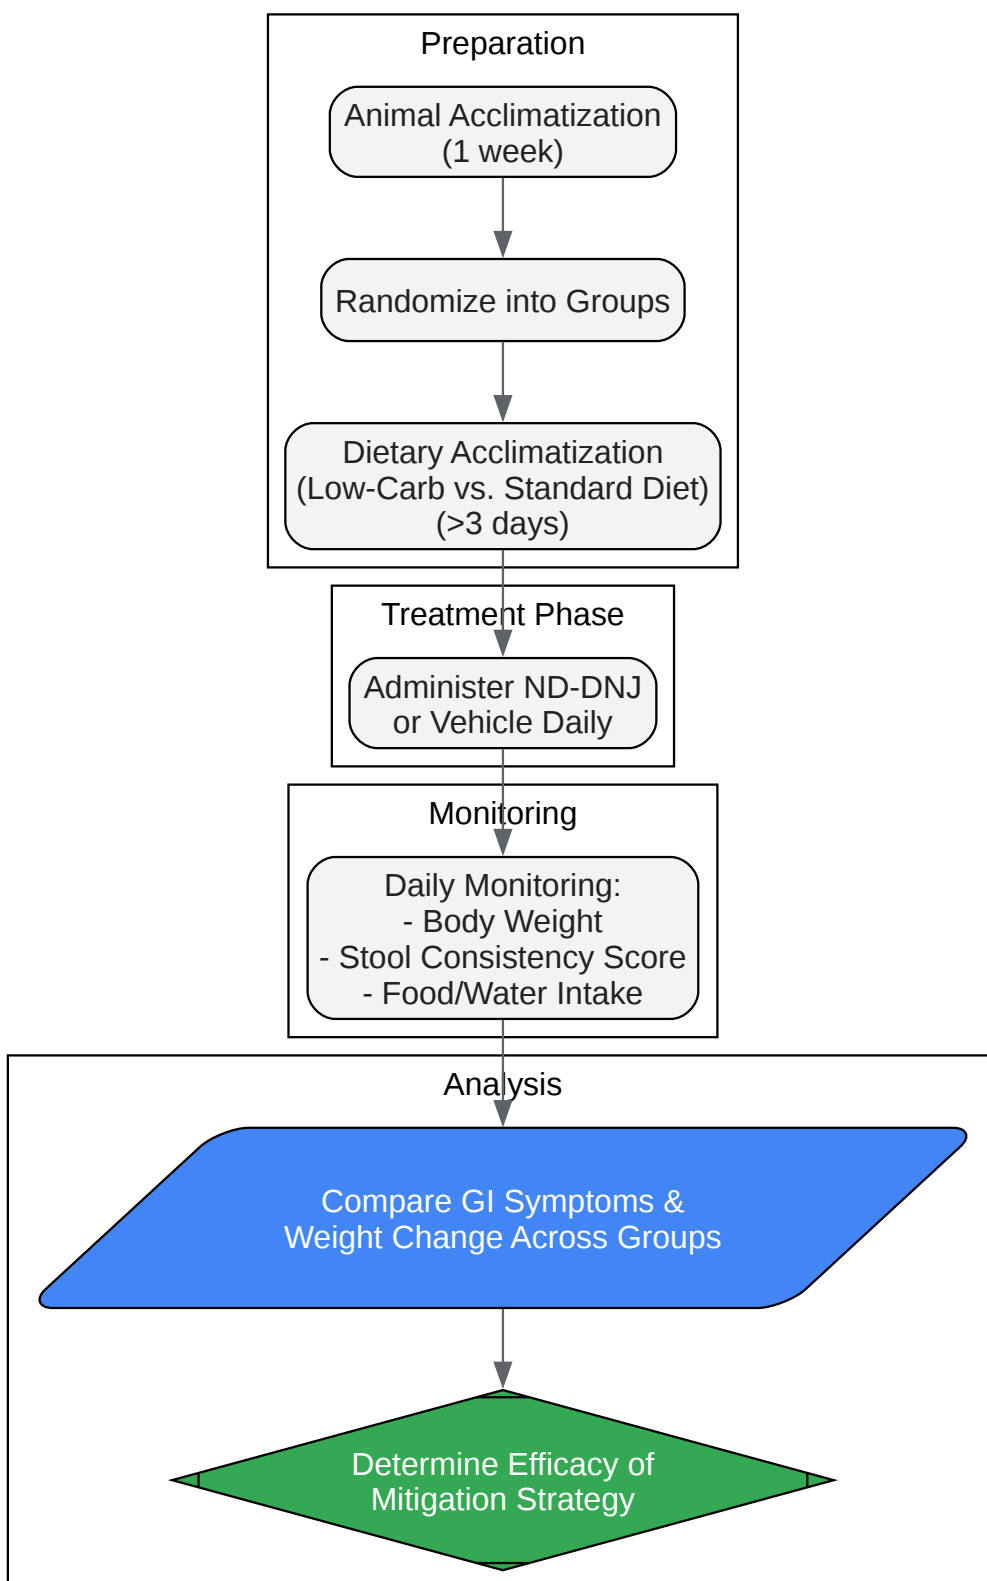 Preparation
Animal Acclimatization
(1 week)
Randomize into Groups
Dietary Acclimatization
(Low-Carb vs. Standard Diet)
(>3 days)
Treatment Phase
Administer ND-DNJ
or Vehicle Daily
Monitoring
Daily Monitoring:
- Body Weight
- Stool Consistency Score
- Food/Water Intake
Analysis
Compare GI Symptoms &
Weight Change Across Groups
Determine Efficacy of
Mitigation Strategy